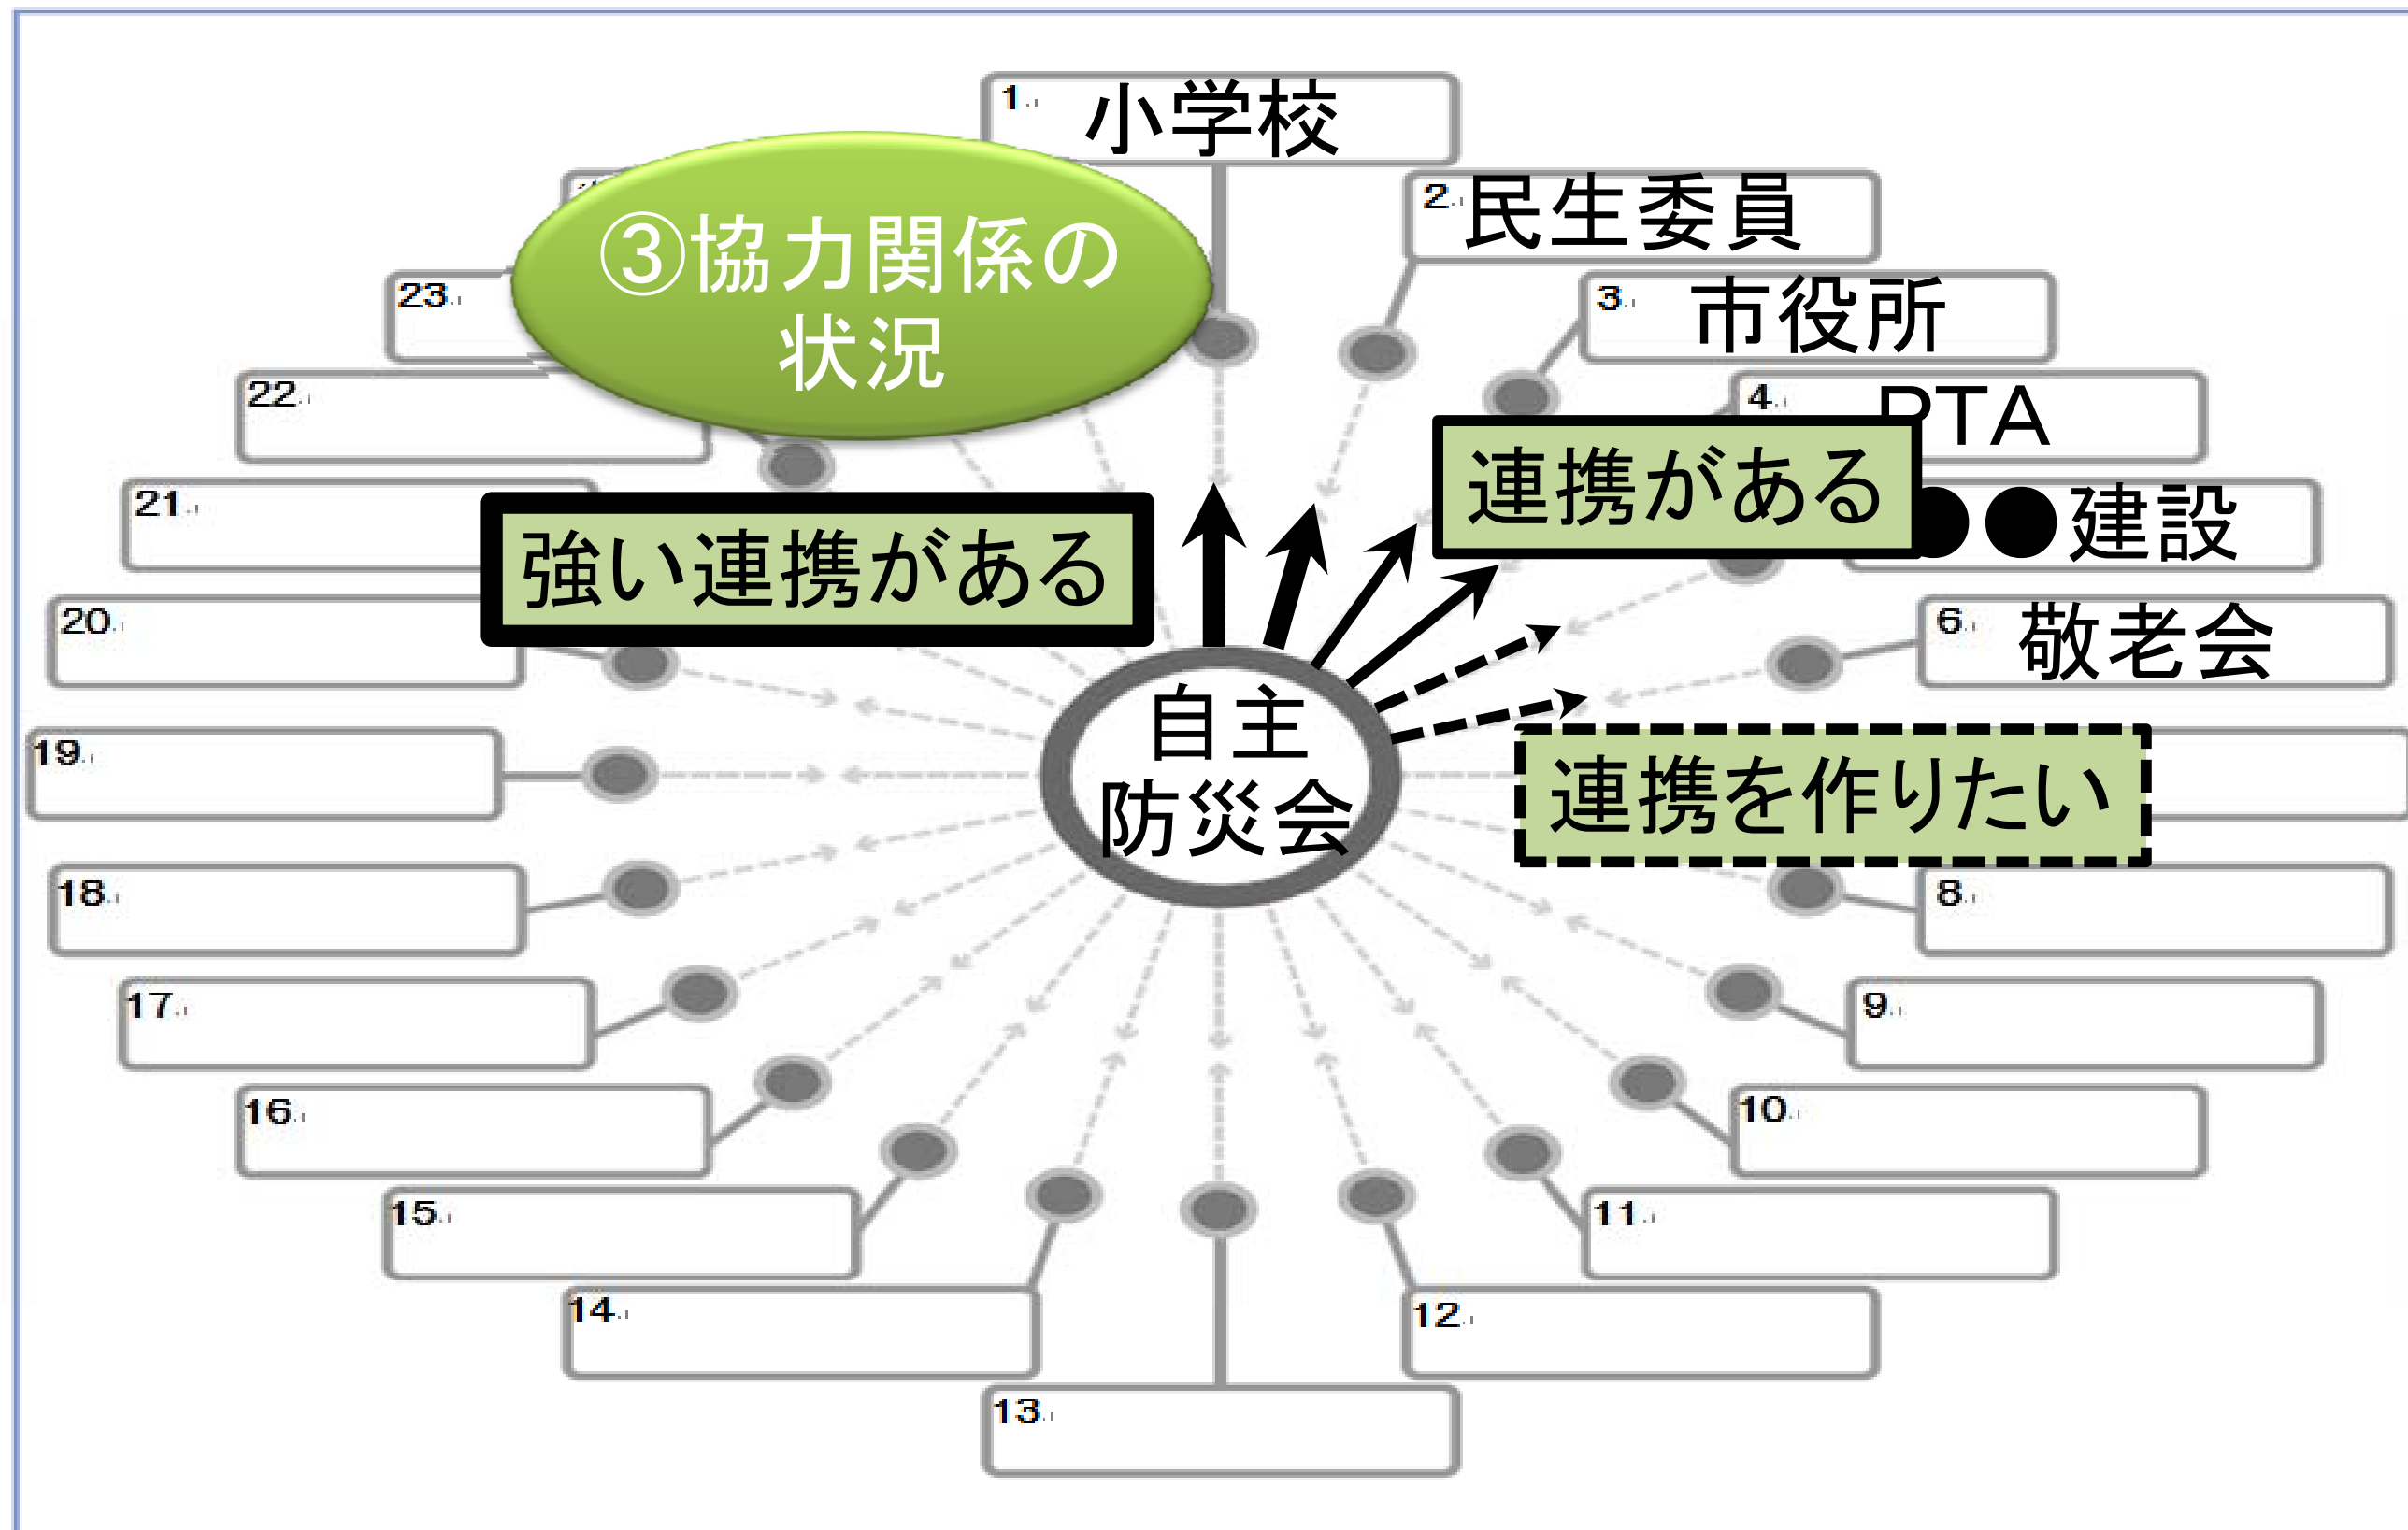 1. 小学校
2. 民生委員
3. 市役所
4. PTA
●●建設
6. 敬老会
8.
9.
10.
11.
12.
13.
14.
15.
16.
17.
18.
19.
20.
21.
22.
23.
③協力関係の
状況
強い連携がある
連携がある
連携を作りたい
自主
防災会